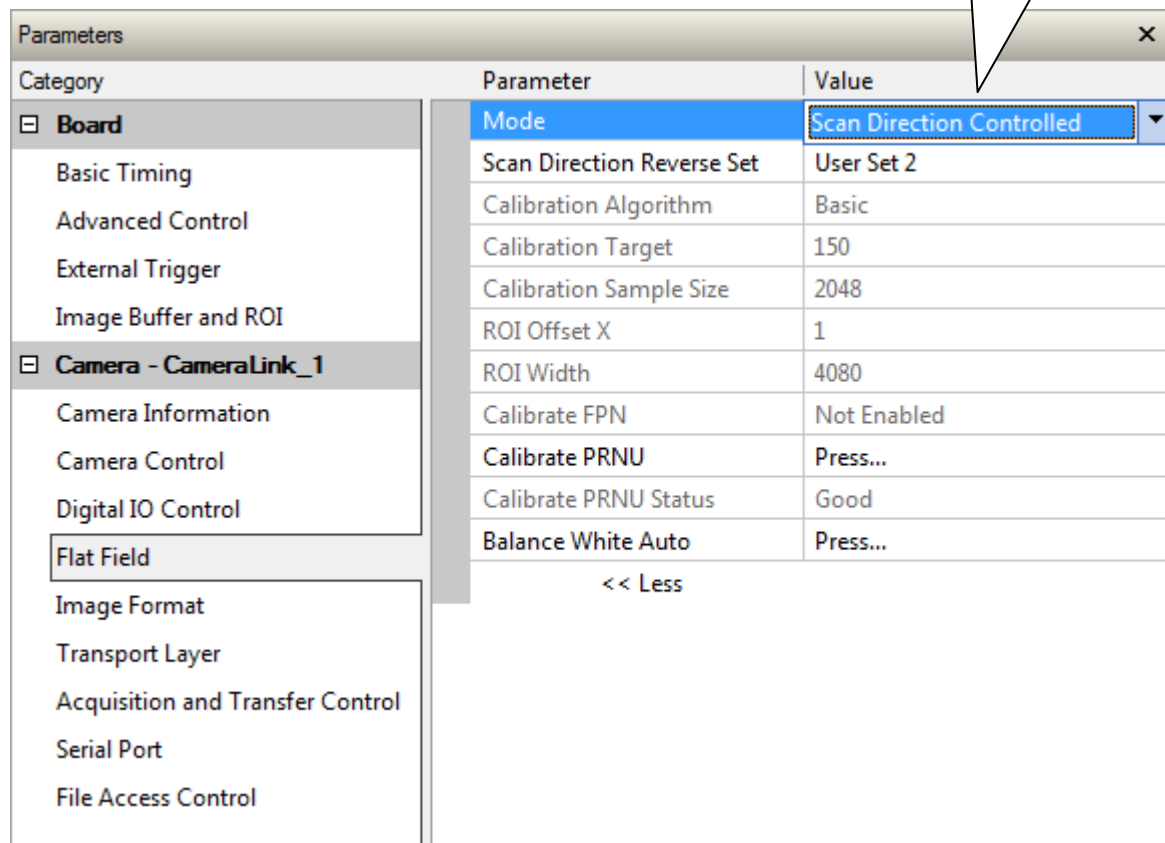 Parameters
Category
Parameter Value
Board
Basic Timing
Advanced Control
External Trigger
Image Buffer and ROI
Camera - CameraLink_1
Camera Information
Camera Control
Digital IO Control
Flat Field
Image Format
Transport Layer
Acquisition and Transfer Control
Serial Port
File Access Control
Mode Scan Direction Controlled
Scan Direction Reverse Set User Set 2
Calibration Algorithm Basic
Calibration Target 150
Calibration Sample Size 2048
ROI Offset X 1
ROI Width 4080
Calibrate FPN Not Enabled
Calibrate PRNU Press...
Calibrate PRNU Status Good
Balance White Auto Press...
<< Less